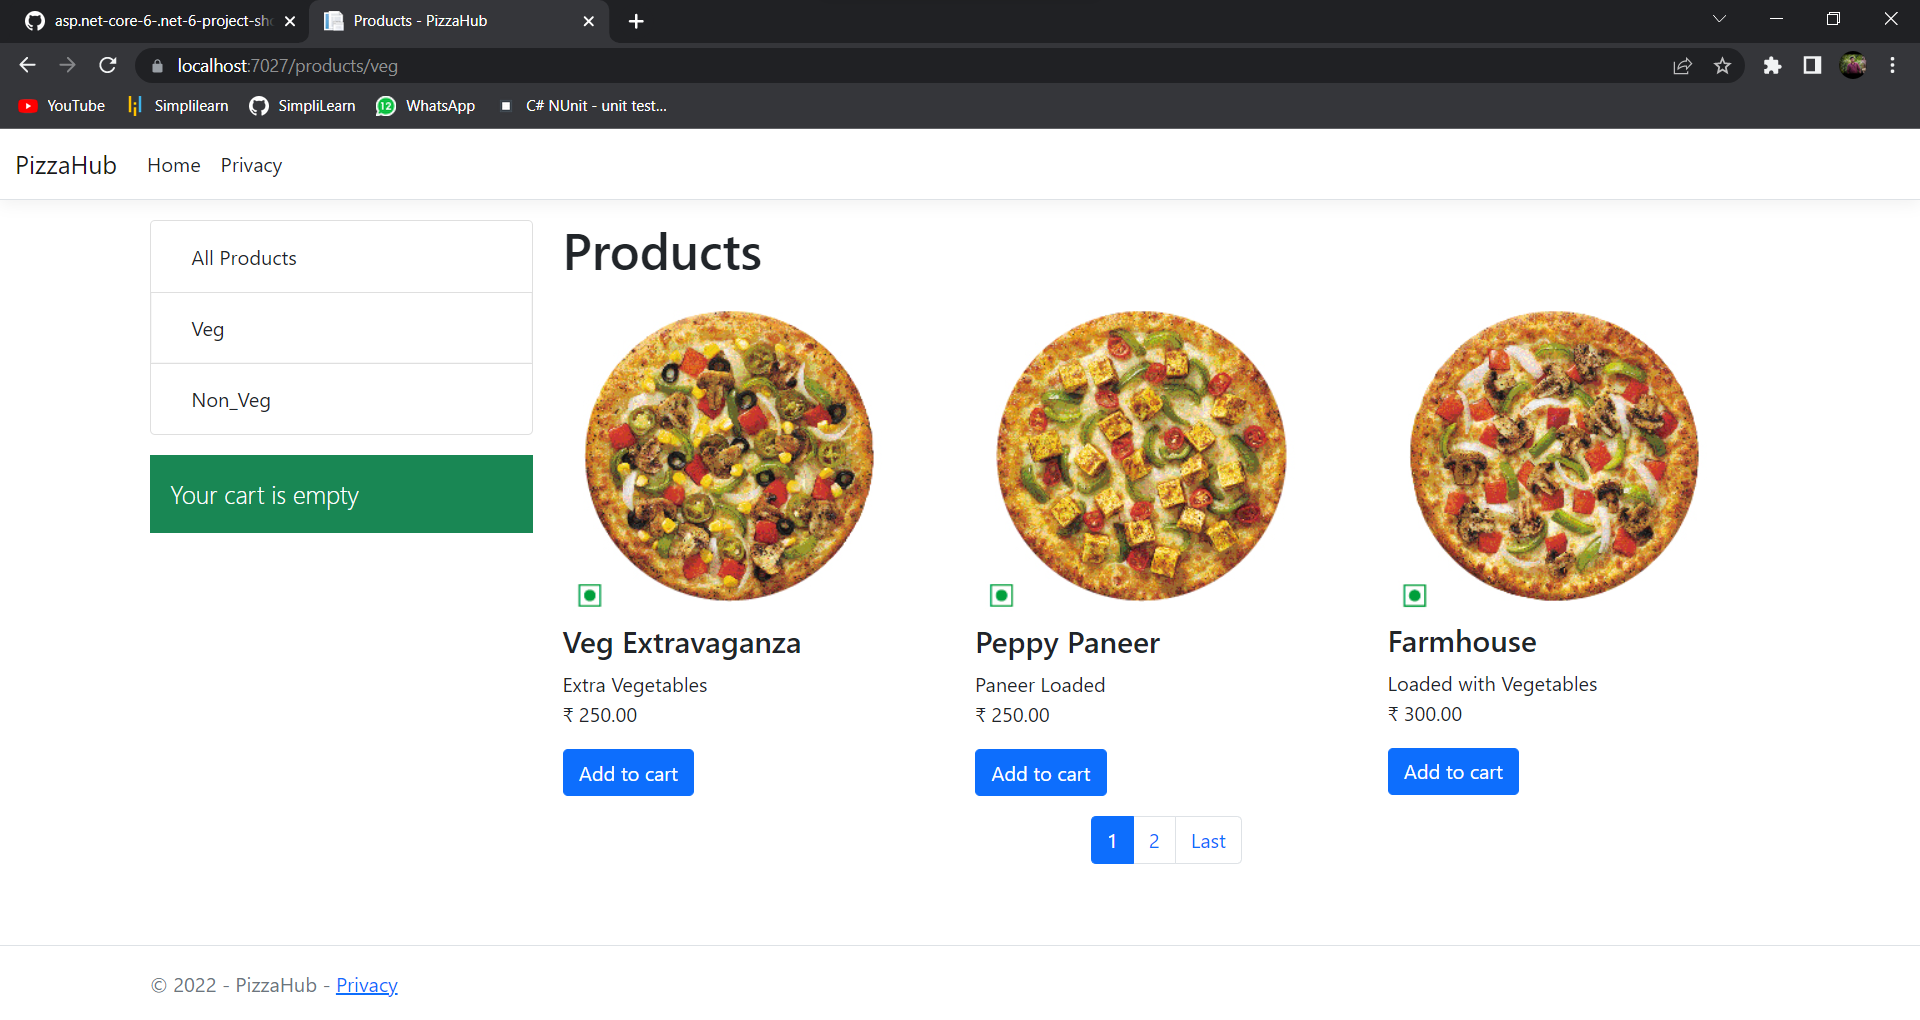 asp.net-core-6-.net-6-project-sh
Products - PizzaHub
localhost:7027/products/veg
YouTube
Simplilearn
SimpliLearn
12
WhatsApp
C# NUnit - unit test...
PizzaHub
Home
Privacy
All Products
Veg
Non_Veg
Your cart is empty
Products
Veg Extravaganza
Extra Vegetables
₹ 250.00
Add to cart
Peppy Paneer
Paneer Loaded
₹ 250.00
Add to cart
Farmhouse
Loaded with Vegetables
₹ 300.00
Add to cart
1 2 Last
© 2022 - PizzaHub - Privacy